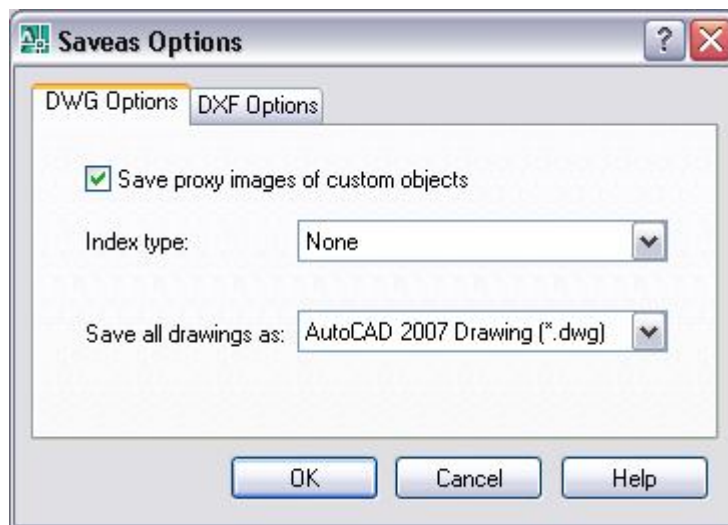 Saveas Options
?
DWG Options DXF Options
Save proxy images of custom objects
Index type: None
Save all drawings as: AutoCAD 2007 Drawing (*.dwg)
OK Cancel Help